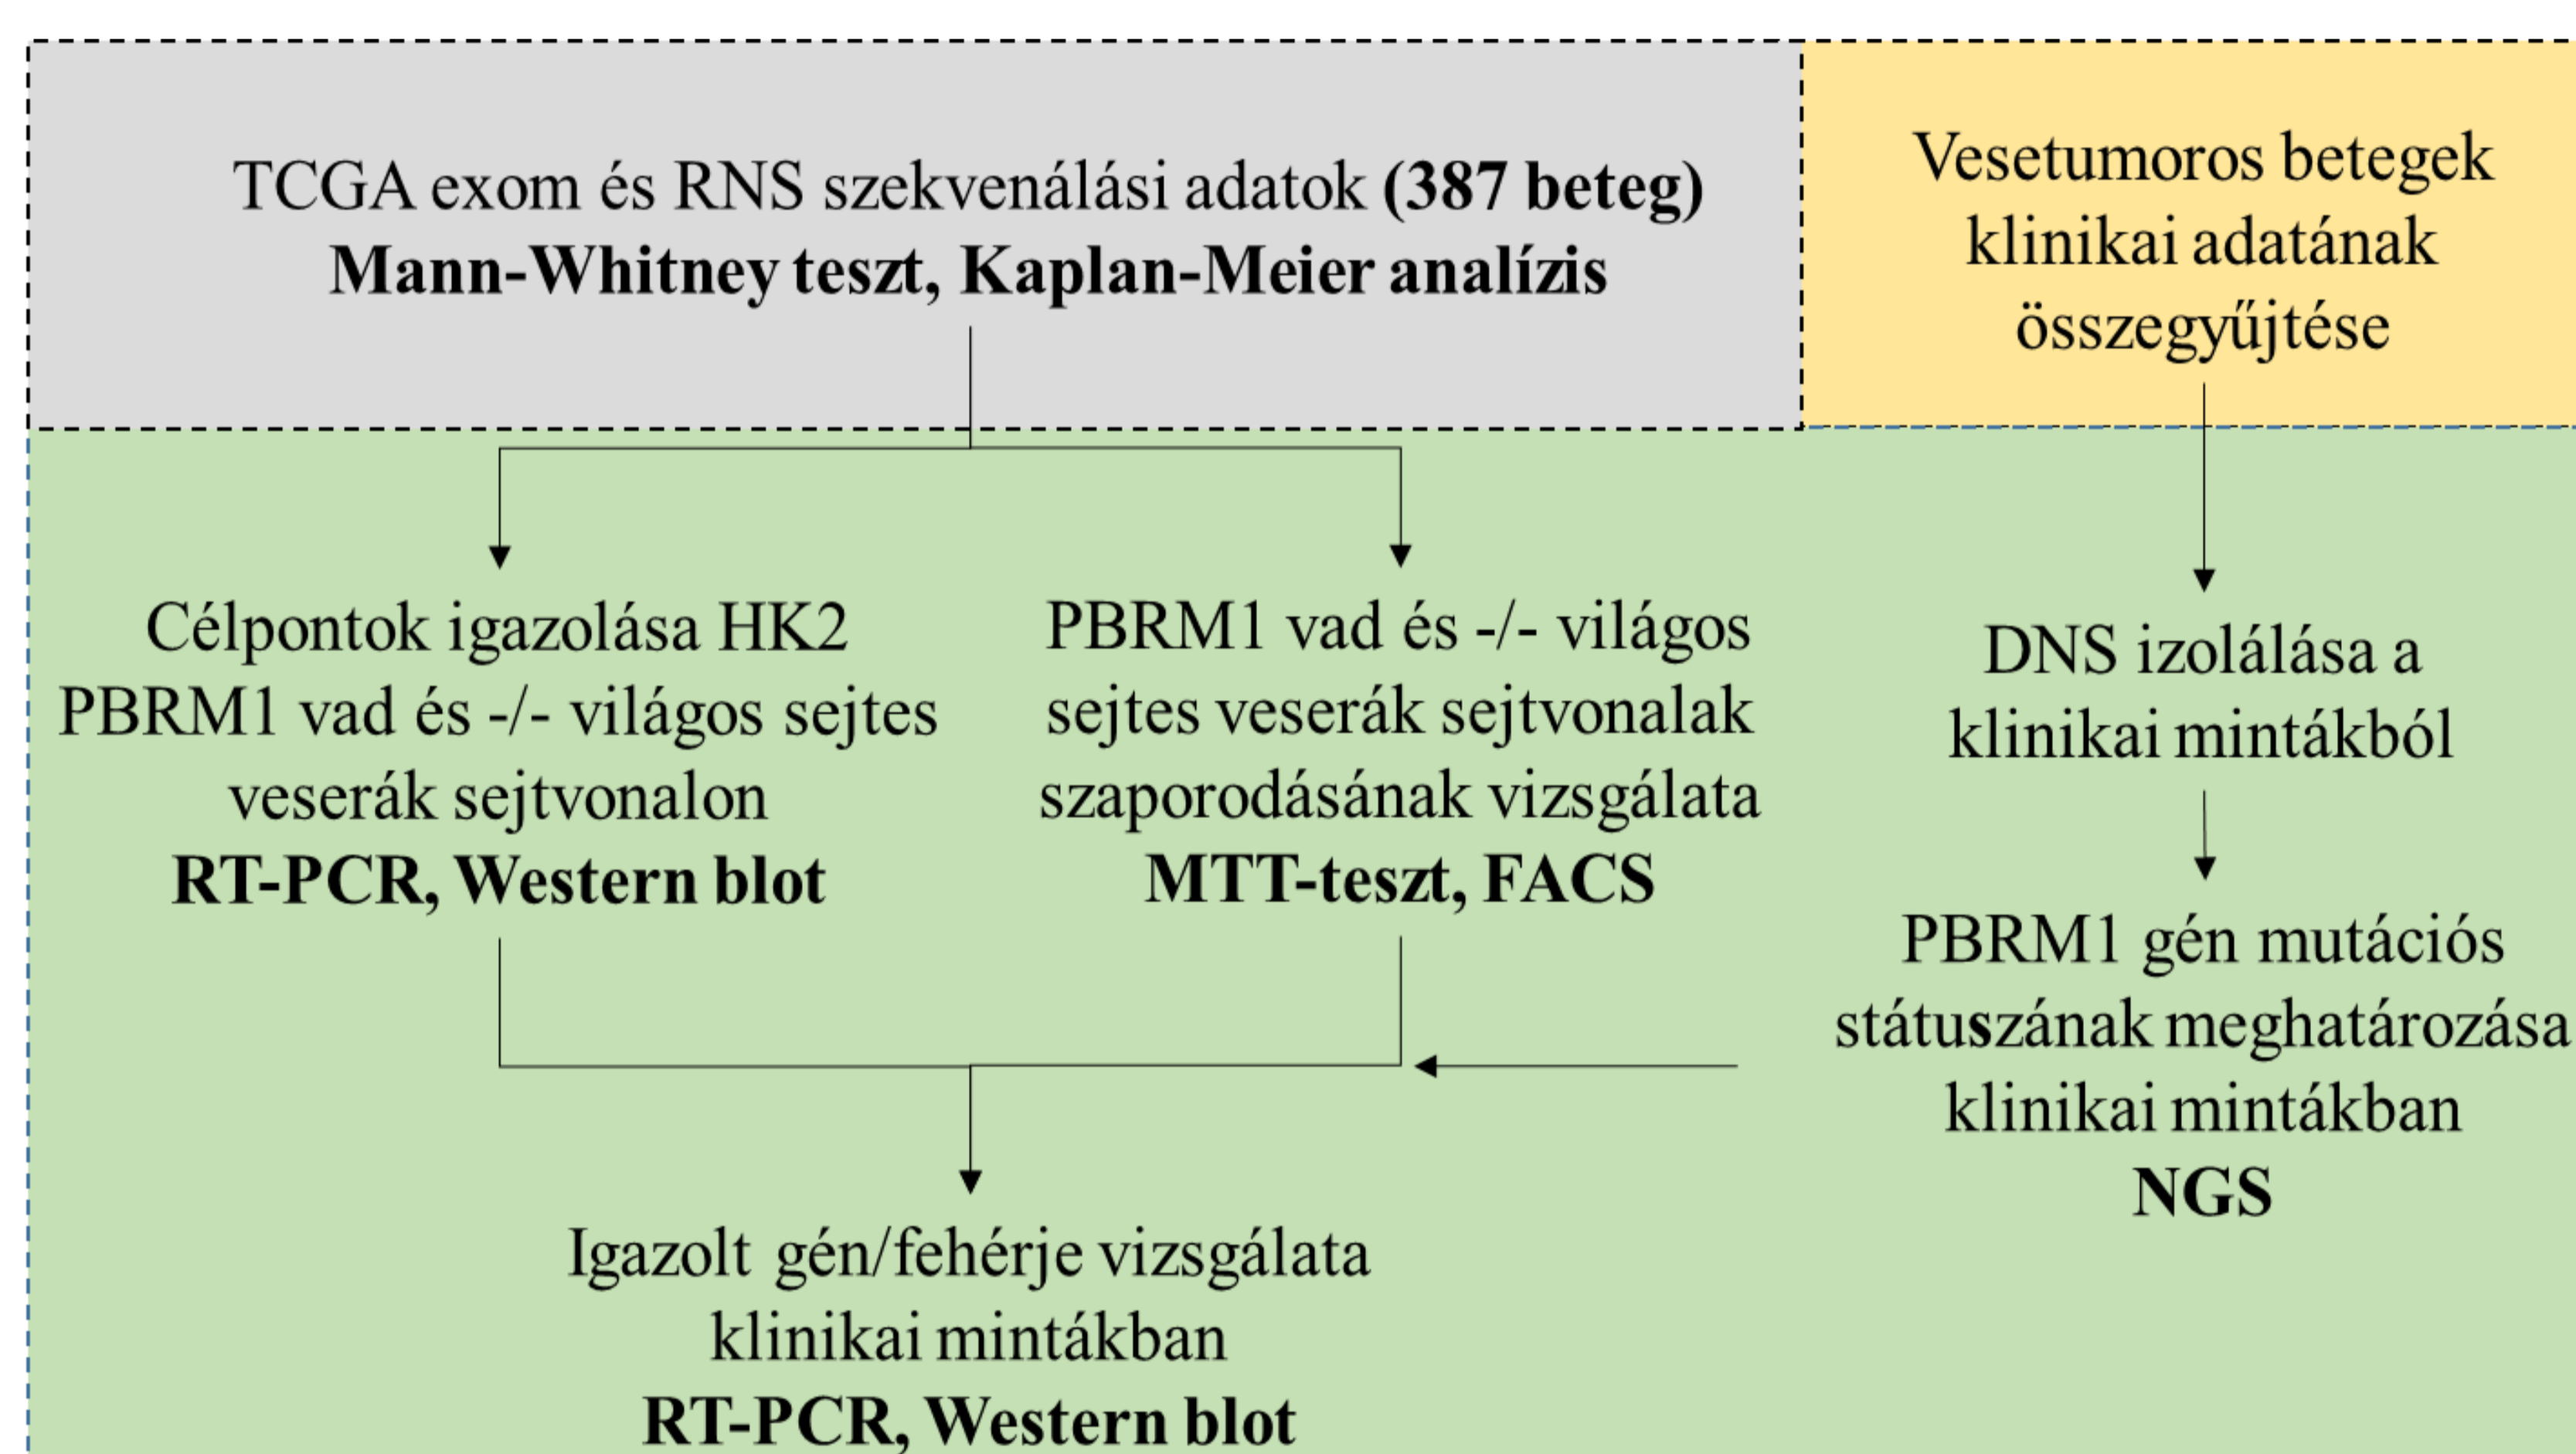 TCGA exom és RNS szekvenálási adatok (387 beteg)
Mann-Whitney teszt, Kaplan-Meier analízis
Vesetumoros betegek
klinikai adatának
összegyűjtése
Célpontok igazolása HK2
PBRM1 vad és -/- világos sejtes
veserák sejtvonalon
RT-PCR, Western blot
PBRM1 vad és -/- világos
sejtes veserák sejtvonalak
szaporodásának vizsgálata
MTT-teszt, FACS
DNS izolálása a
klinikai mintákból
PBRM1 gén mutációs
státuszának meghatározása
klinikai mintákban
NGS
Igazolt gén/fehérje vizsgálata
klinikai mintákban
RT-PCR, Western blot